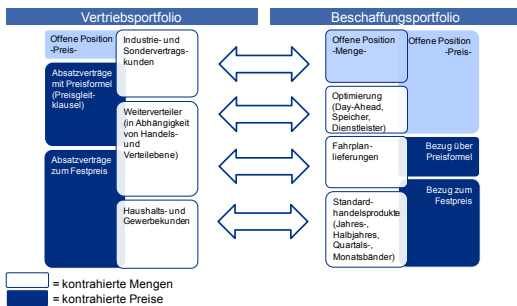 Vertriebsportfolio
Offene Position
-Preis-
Absatzverträge
mit Preisformel
(Preisgleit-
klausel)
Absatzverträge
zum Festpreis
Industrie- und
Sondervertrags-
kunden
Weiterverteiler
(in Abhängigkeit
von Handels-
und
Verteilebene)
Haushalts- und
Gewerbekunden
Beschaffungsportfolio
Offene Position
-Menge-
Optimierung
(Day-Ahead,
Speicher,
Dienstleister)
Fahrplan-
lieferungen
Standard-
handelsprodukte
(Jahres-,
Halbjahres,
Quartals-,
Monatsbänder)
Offene Position
-Preis-
Bezug über
Preisformel
Bezug zum
Festpreis
= kontrahierte Mengen
= kontrahierte Preise